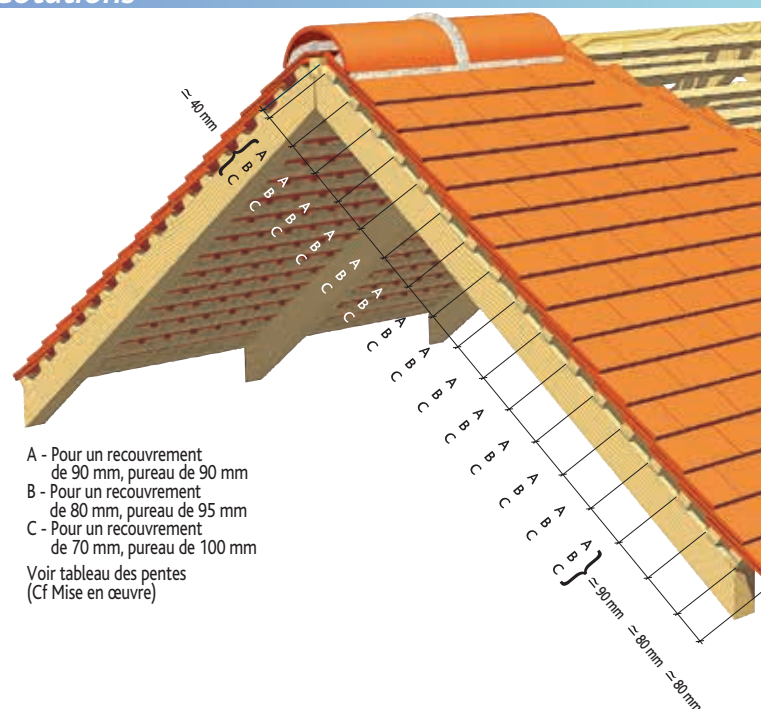 ≃ 40 mm
A B C
A B C
A B C
A B C
A B C
A B C
A B C
A B C
A B C
A B C
A B C
A B C
A B C
A B C
≃ 90 mm
≃ 80 mm
≃ 80 mm
A - Pour un recouvrement
de 90 mm, pureau de 90 mm
B - Pour un recouvrement
de 80 mm, pureau de 95 mm
C - Pour un recouvrement
de 70 mm, pureau de 100 mm
Voir tableau des pentes
(Cf Mise en œuvre)